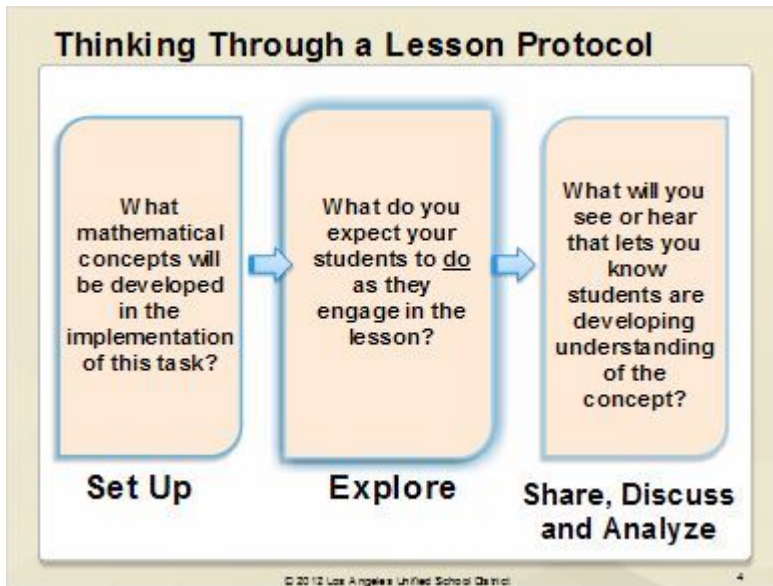 Thinking Through a Lesson Protocol
What
mathematical
concepts will
be developed
in the
implementation
of this task?
What do you
expect your
students to do
as they
engage in the
lesson?
What will you
see or hear
that lets you
know
students are
developing
understanding
of the
concept?
Set Up
Explore
Share, Discuss
and Analyze
© 2012 Los Angeles Unified School District
4